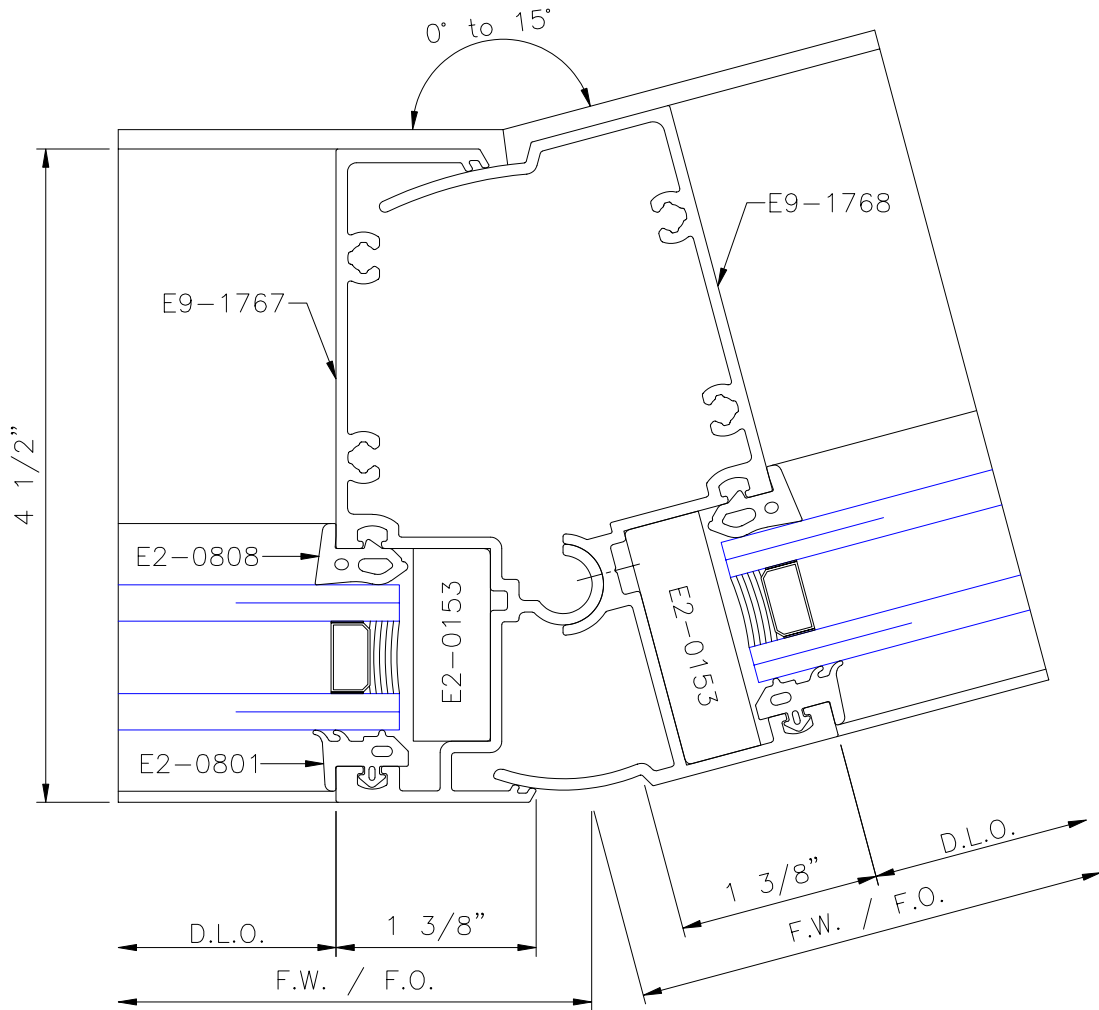 0° to 15°
E9-1768
E9-1767
4 1/2"
E2-0808
E2-0153
E2-0153
E2-0801
D.L.O.
1 3/8"
F.W. / F.O.
1 3/8"
D.L.O.
F.W. / F.O.